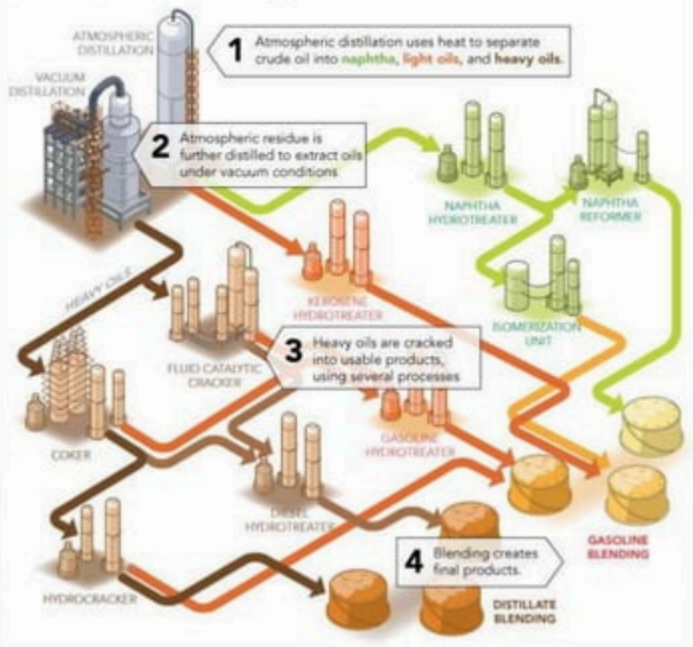 ATMOSPHERIC
DISTILLATION
1
Atmospheric distillation uses heat to separate
crude oil into naphtha, light oils, and heavy oils.
VACUUM
DISTILLATION
2
Atmospheric residue is
further distilled to extract oils
under vacuum conditions
NAPHTHA
HYDROTREATER
NAPHTHA
REFORMER
HEAVY OILS
KEROSENE
HYDROTREATER
ISOMERIZATION
UNIT
FLUID CATALYTIC
CRACKER
3
Heavy oils are cracked
into usable products,
using several processes
COKER
GASOLINE
HYDROTREATER
DIESEL
HYDROTREATER
GASOLINE
BLENDING
4
Blending creates
final products.
HYDROCRACKER
DISTILLATE
BLENDING